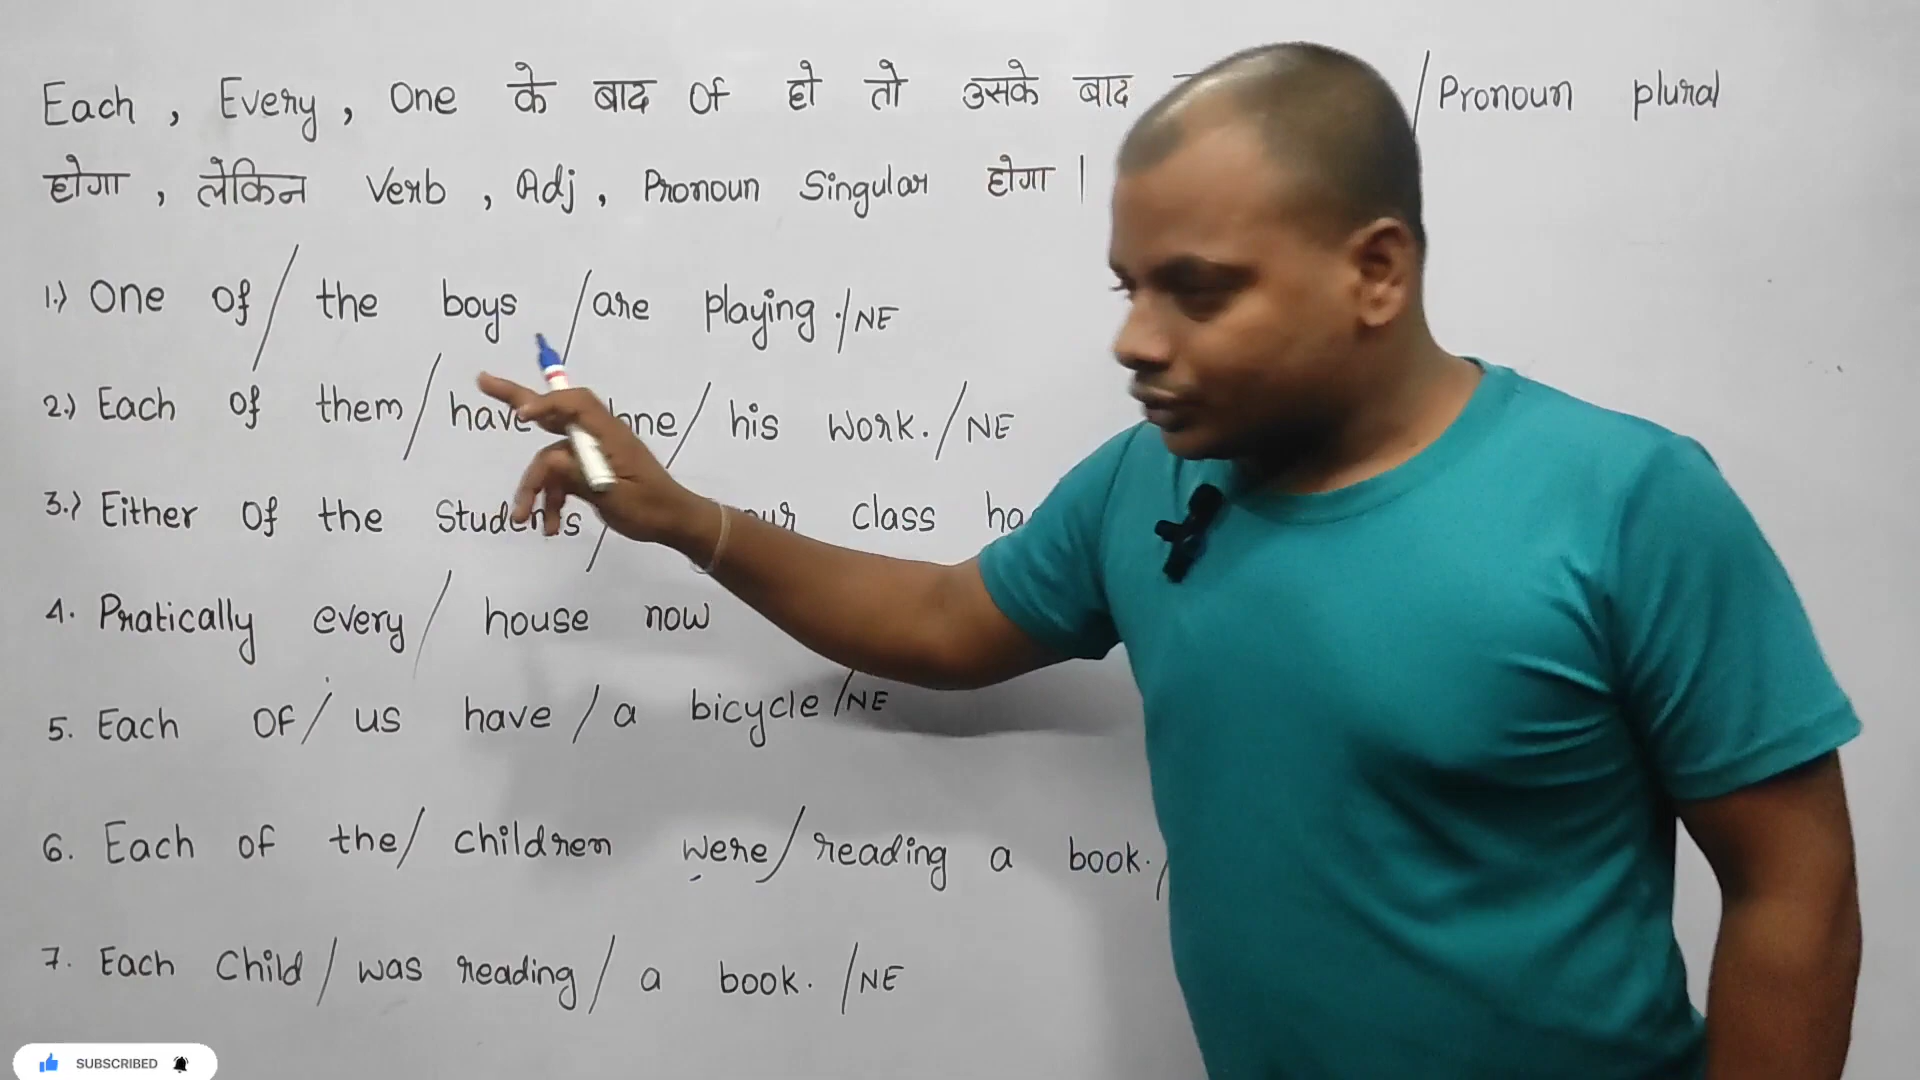 Each , Every , One के बाद Of हो तो उसके बाद / Pronoun plural
होगा , लेकिन Verb , Adj , Pronoun Singular होगा |
1.) One of / the boys / are playing . / NE
2.) Each of them / have / his work. / NE
3.) Either Of the Students / class
4. Pratically every / house now
5. Each OF / us have / a bicycle / NE
6. Each of the / children were / reading a book. /
7. Each Child / was reading / a book. / NE
SUBSCRIBED